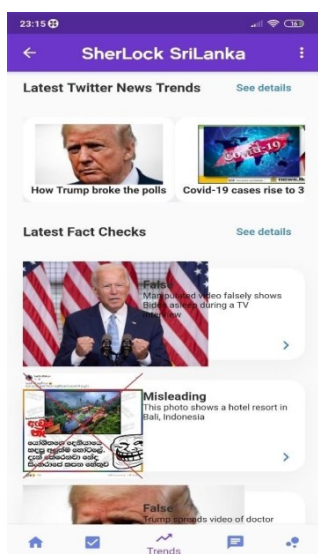 23:15
16
SherLock SriLanka
Latest Twitter News Trends
See details
Covid-19
How Trump broke the polls
Covid-19 cases rise to 3
Latest Fact Checks
See details
False
Manipulated video falsely shows
Biden asleep during a TV
interview
Misleading
This photo shows a hotel resort in
Bali, Indonesia
False
Trump spreads video of doctor
Trends